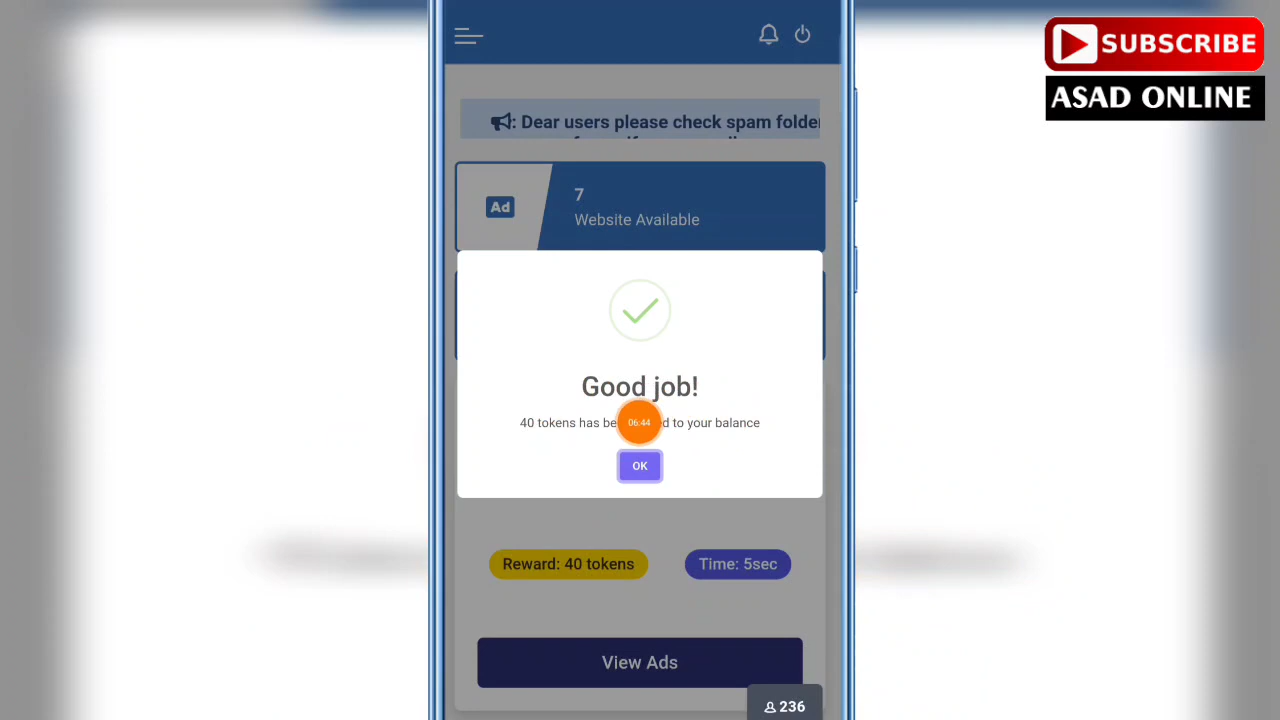 SUBSCRIBE
ASAD ONLINE
: Dear users please check spam folder
Ad
7
Website Available
Good job!
40 tokens has be
d to your balance
06:44
OK
Reward: 40 tokens
Time: 5sec
View Ads
236